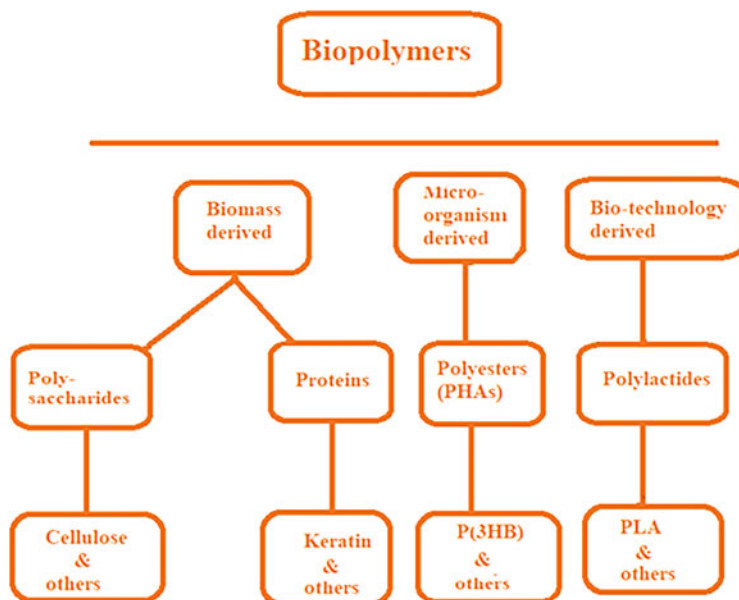 Biopolymers
Biomass
derived
Micro-
organism
derived
Bio-technology
derived
Poly-
saccharides
Proteins
Polyesters
(PHAs)
Polylactides
Cellulose
&
others
Keratin
&
others
P(3HB)
&
others
PLA
&
others